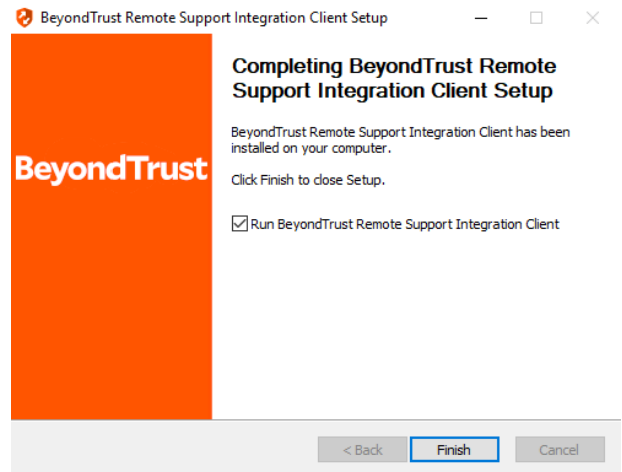 BeyondTrust Remote Support Integration Client Setup
Completing BeyondTrust Remote
Support Integration Client Setup
BeyondTrust Remote Support Integration Client has been
installed on your computer.
BeyondTrust
Click Finish to close Setup.
Run BeyondTrust Remote Support Integration Client
< Back
Finish
Cancel